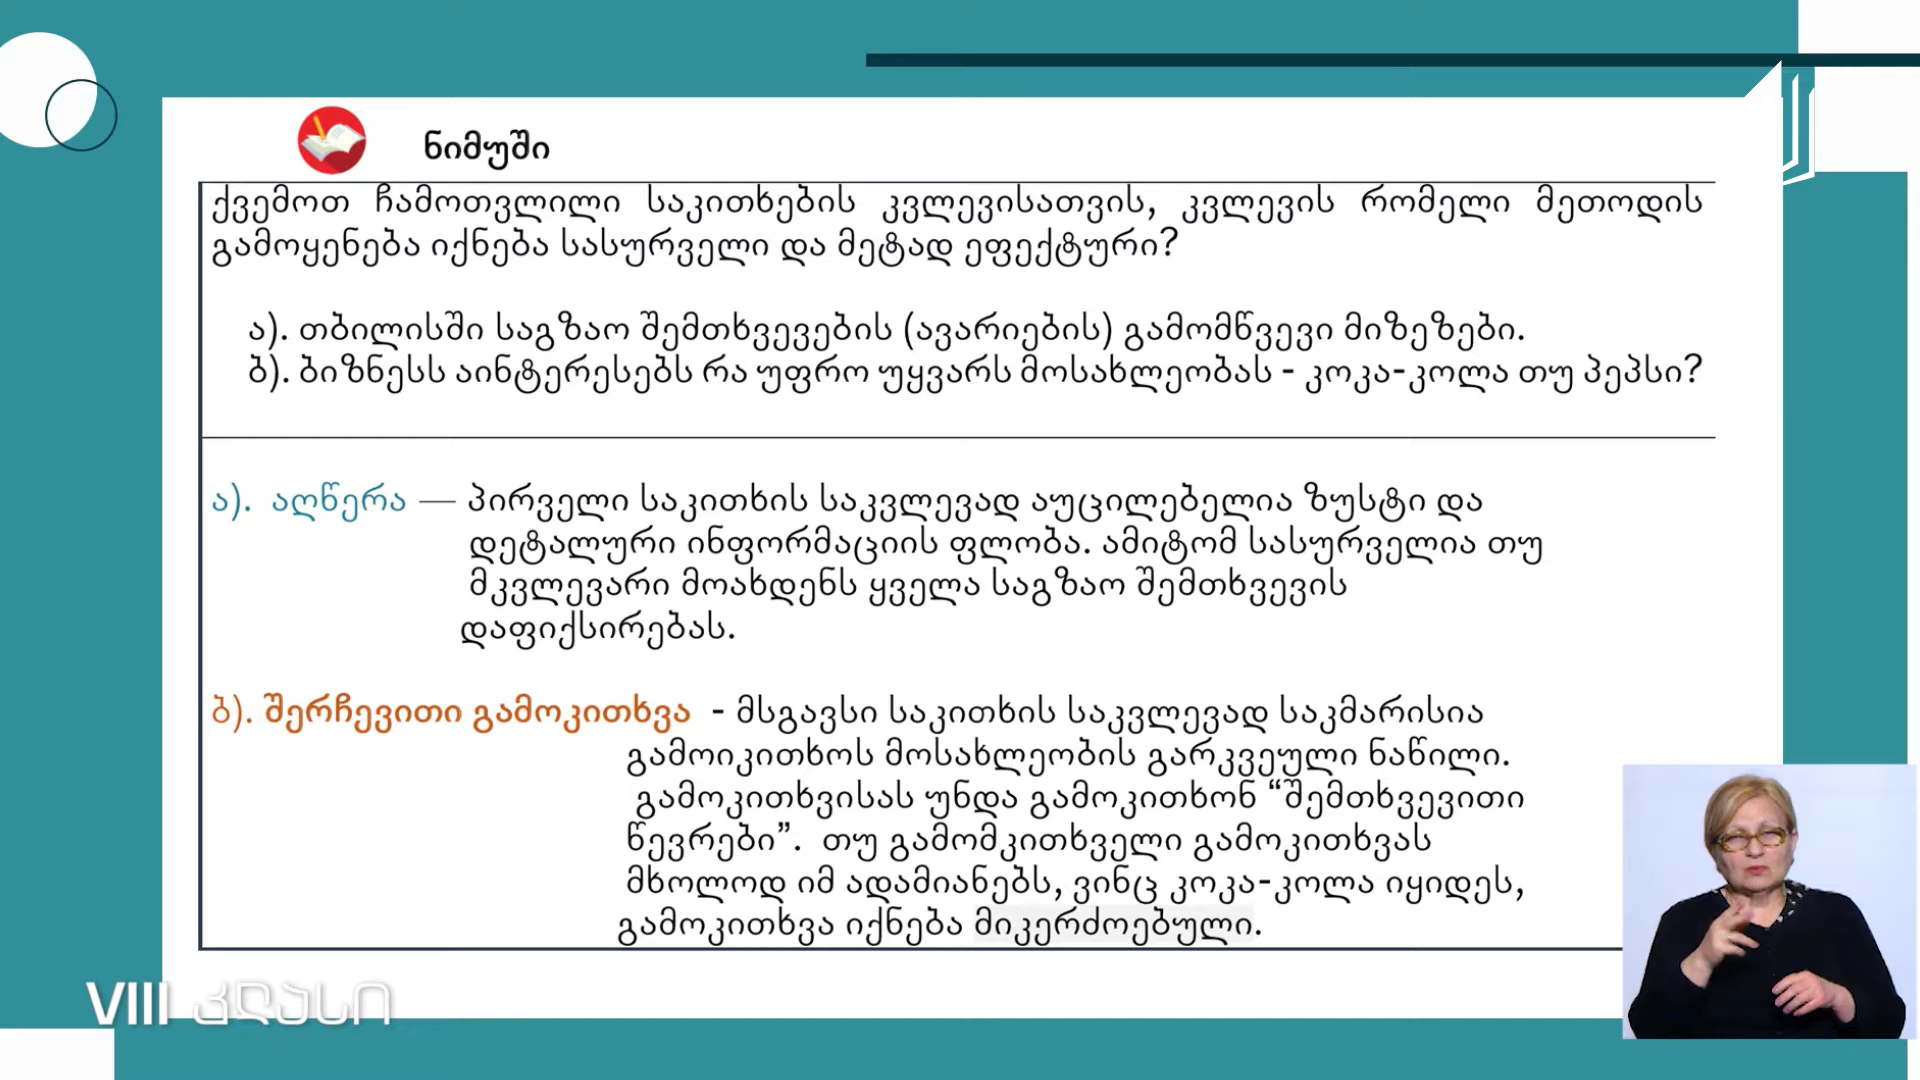 ნიმუში
ქვემოთ ჩამოთვლილი საკითხების კვლევისათვის, კვლევის რომელი მეთოდის
გამოყენება იქნება სასურველი და მეტად ეფექტური?
ა). თბილისში საგზაო შემთხვევების (ავარიების) გამომწვევი მიზეზები.
ბ). ბიზნესს აინტერესებს რა უფრო უყვარს მოსახლეობას - კოკა-კოლა თუ პეპსი?
ა). აღწერა — პირველი საკითხის საკვლევად აუცილებელია ზუსტი და
დეტალური ინფორმაციის ფლობა. ამიტომ სასურველია თუ
მკვლევარი მოახდენს ყველა საგზაო შემთხვევის
დაფიქსირებას.
ბ). შერჩევითი გამოკითხვა - მსგავსი საკითხის საკვლევად საკმარისია
გამოიკითხოს მოსახლეობის გარკვეული ნაწილი.
გამოკითხვისას უნდა გამოკითხონ “შემთხვევითი
წევრები”. თუ გამომკითხველი გამოკითხვას
მხოლოდ იმ ადამიანებს, ვინც კოკა-კოლა იყიდეს,
გამოკითხვა იქნება მიკერძოებული.
VIII კლასი